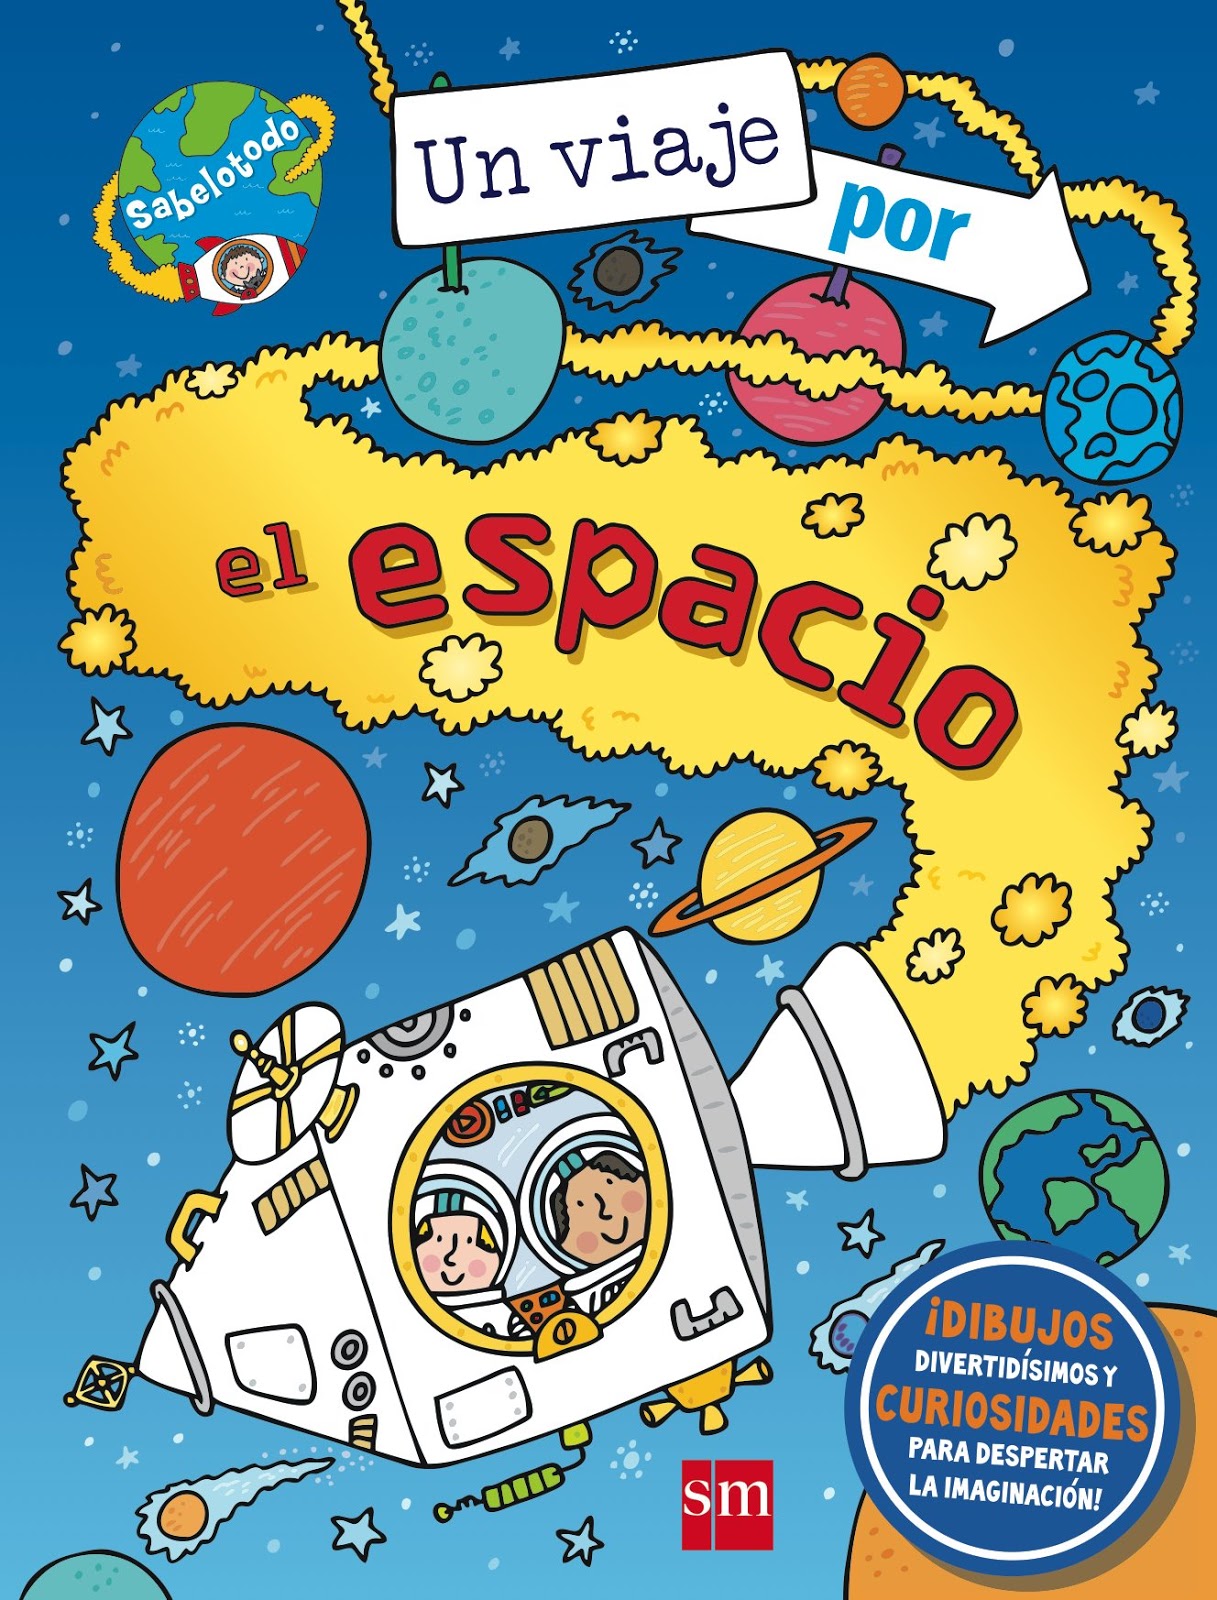 Sabelotodo
Un viaje
por
el espacio
¡DIBUJOS
DIVERTIDÍSIMOS Y
CURIOSIDADES
PARA DESPERTAR
LA IMAGINACIÓN!
sm